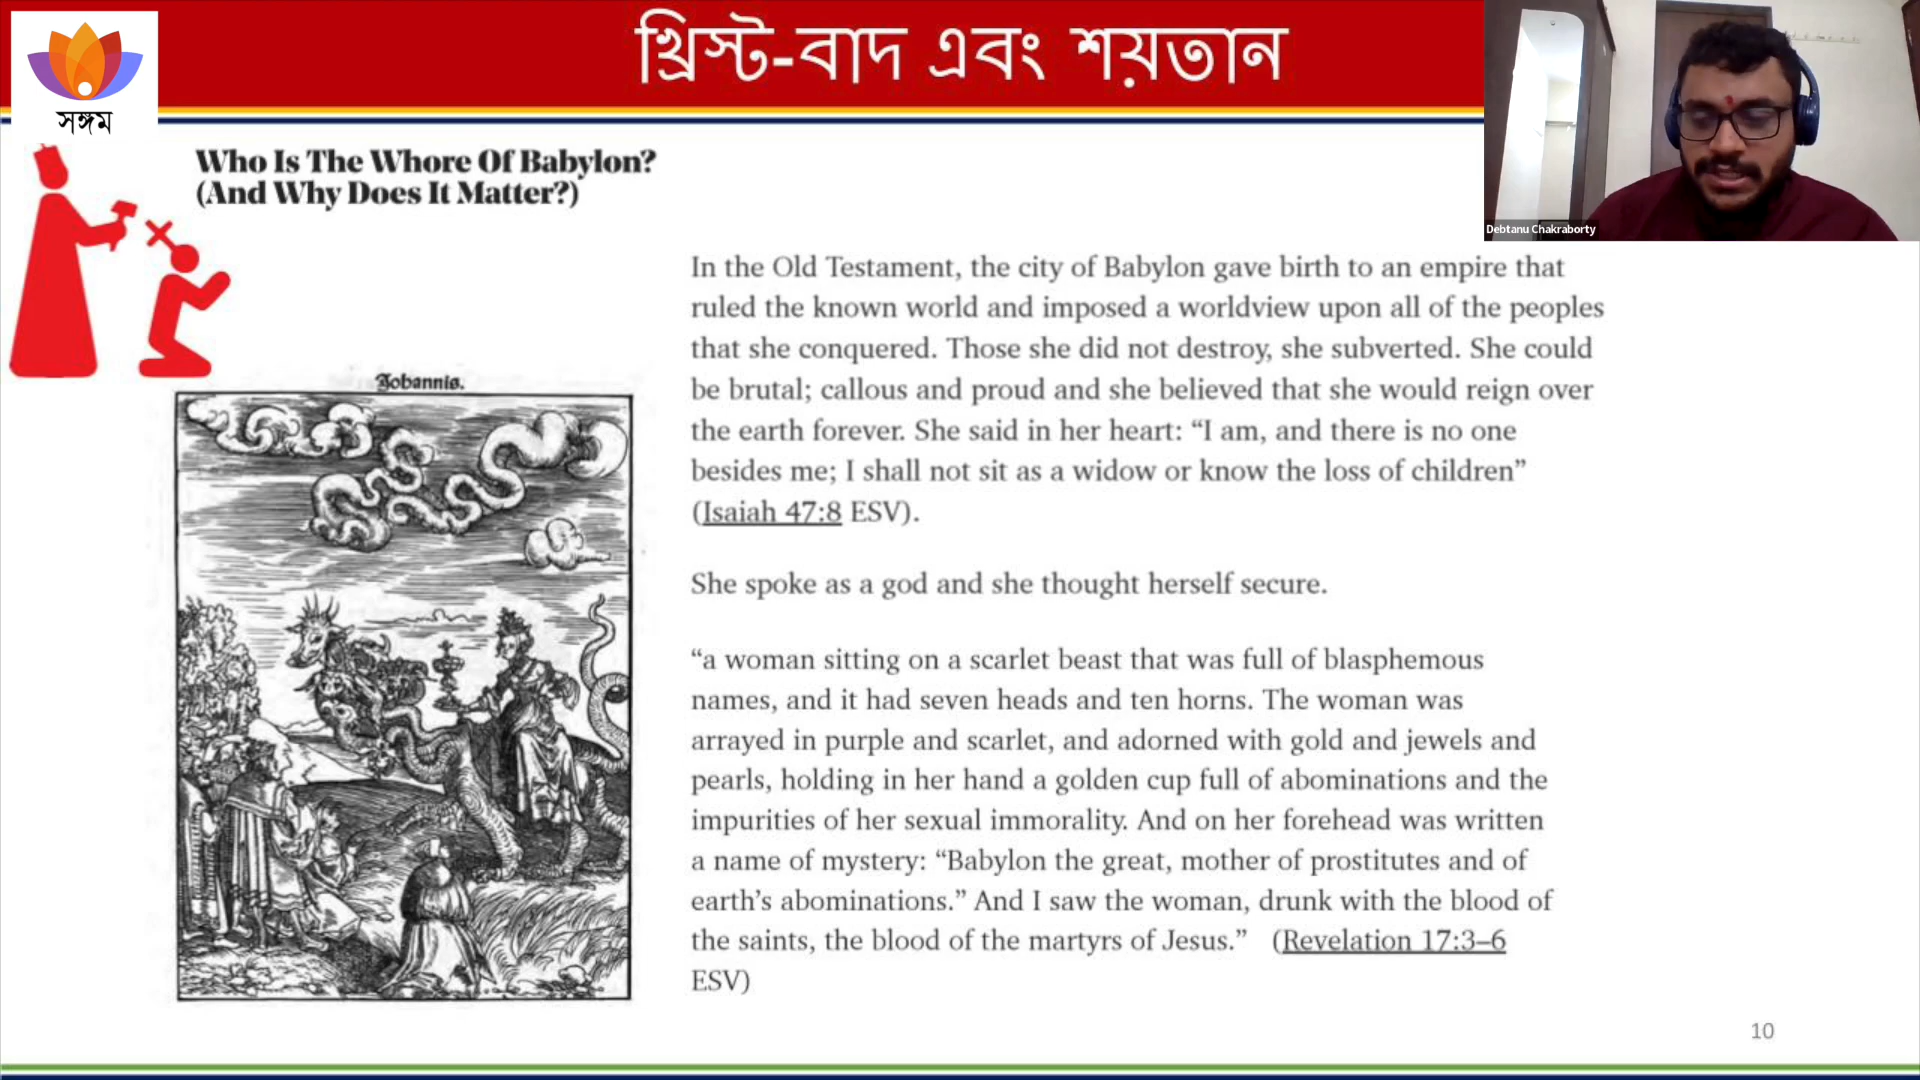 খ্রিস্ট-বাদ এবং শয়তান
সঙ্গম
Who Is The Whore Of Babylon?
(And Why Does It Matter?)
Debtanu Chakraborty
In the Old Testament, the city of Babylon gave birth to an empire that
ruled the known world and imposed a worldview upon all of the peoples
that she conquered. Those she did not destroy, she subverted. She could
be brutal; callous and proud and she believed that she would reign over
the earth forever. She said in her heart: “I am, and there is no one
besides me; I shall not sit as a widow or know the loss of children”
(Isaiah 47:8 ESV).
She spoke as a god and she thought herself secure.
“a woman sitting on a scarlet beast that was full of blasphemous
names, and it had seven heads and ten horns. The woman was
arrayed in purple and scarlet, and adorned with gold and jewels and
pearls, holding in her hand a golden cup full of abominations and the
impurities of her sexual immorality. And on her forehead was written
a name of mystery: “Babylon the great, mother of prostitutes and of
earth’s abominations.” And I saw the woman, drunk with the blood of
the saints, the blood of the martyrs of Jesus.” (Revelation 17:3–6
ESV)
Johannis.
10